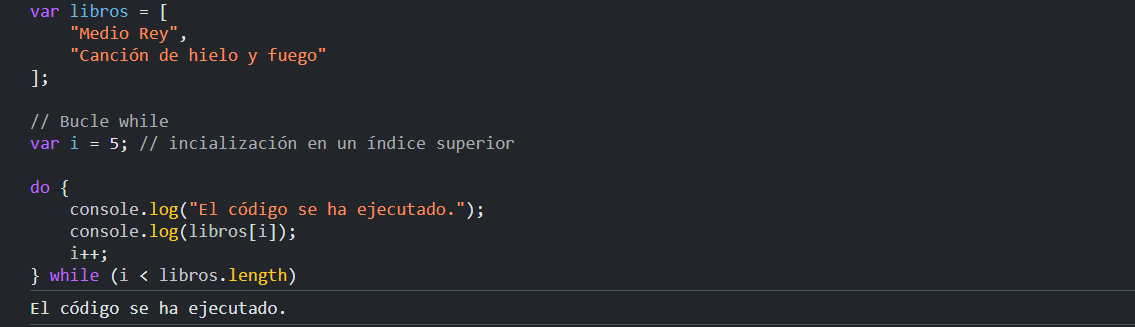 var libros = [
    "Medio Rey",
    "Canción de hielo y fuego"
];
// Bucle while
var i = 5; // incialización en un índice superior
do {
    console.log("El código se ha ejecutado.");
    console.log(libros[i]);
    i++;
} while (i < libros.length)
El código se ha ejecutado.